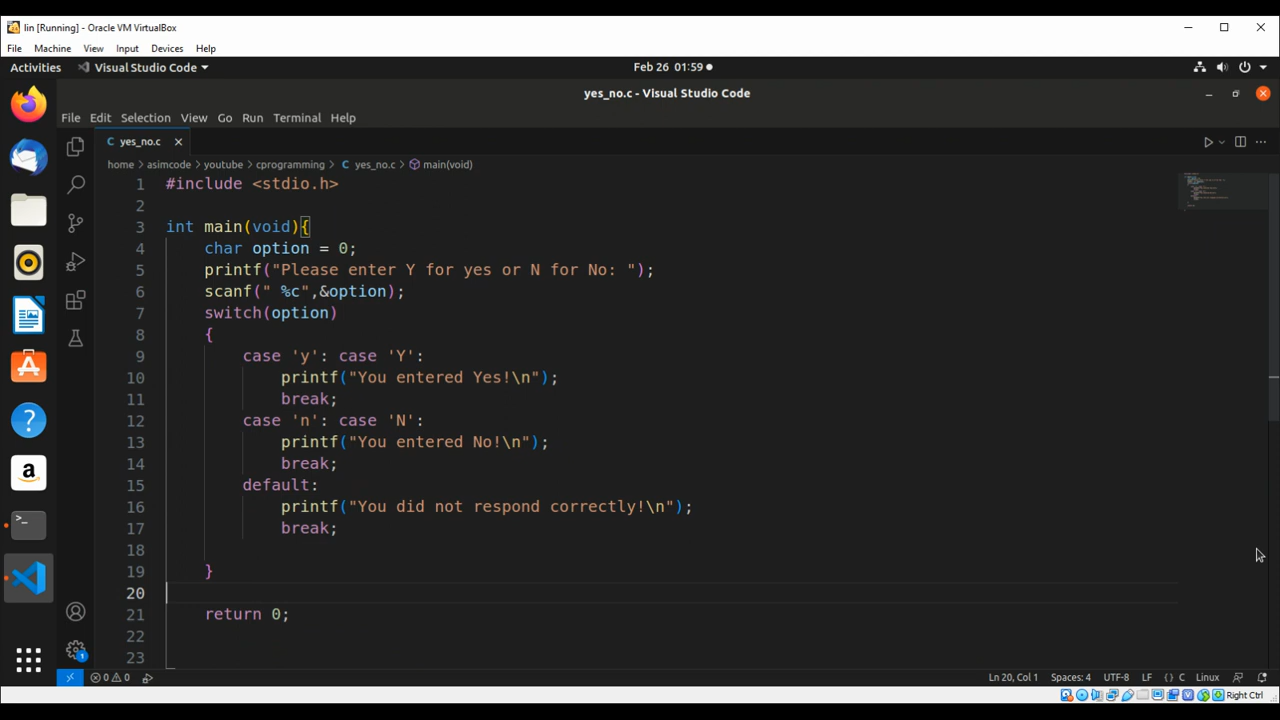 lin [Running] - Oracle VM VirtualBox
File Machine View Input Devices Help
Activities Visual Studio Code Feb 26 01:59
yes_no.c - Visual Studio Code
File Edit Selection View Go Run Terminal Help
C yes_no.c
home > asimcode > youtube > cprogramming > C yes_no.c > main(void)
1 #include <stdio.h>
2
3 int main(void){
4 char option = 0;
5 printf("Please enter Y for yes or N for No: ");
6 scanf(" %c",&option);
7 switch(option)
8 {
9 case 'y': case 'Y':
10 printf("You entered Yes!\n");
11 break;
12 case 'n': case 'N':
13 printf("You entered No!\n");
14 break;
15 default:
16 printf("You did not respond correctly!\n");
17 break;
18
19 }
20
21 return 0;
22
23
1
0 0 Ln 20, Col 1 Spaces: 4 UTF-8 LF {} C Linux
Right Ctrl